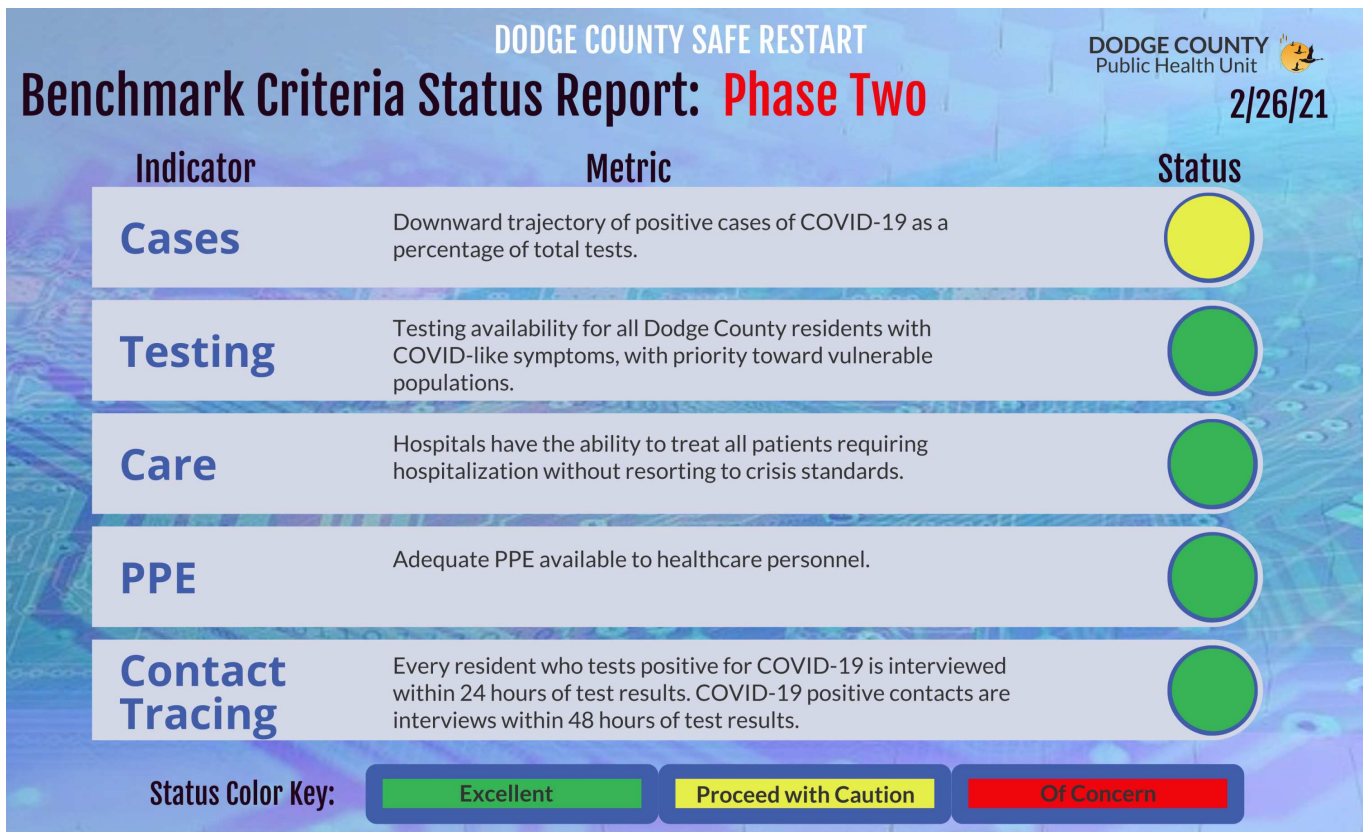 DODGE COUNTY SAFE RESTART
DODGE COUNTY
Public Health Unit
Benchmark Criteria Status Report: Phase Two
2/26/21
Indicator Metric Status
Cases
Downward trajectory of positive cases of COVID-19 as a
percentage of total tests.
Testing
Testing availability for all Dodge County residents with
COVID-like symptoms, with priority toward vulnerable
populations.
Care
Hospitals have the ability to treat all patients requiring
hospitalization without resorting to crisis standards.
PPE
Adequate PPE available to healthcare personnel.
Contact
Tracing
Every resident who tests positive for COVID-19 is interviewed
within 24 hours of test results. COVID-19 positive contacts are
interviews within 48 hours of test results.
Status Color Key: Excellent Proceed with Caution Of Concern